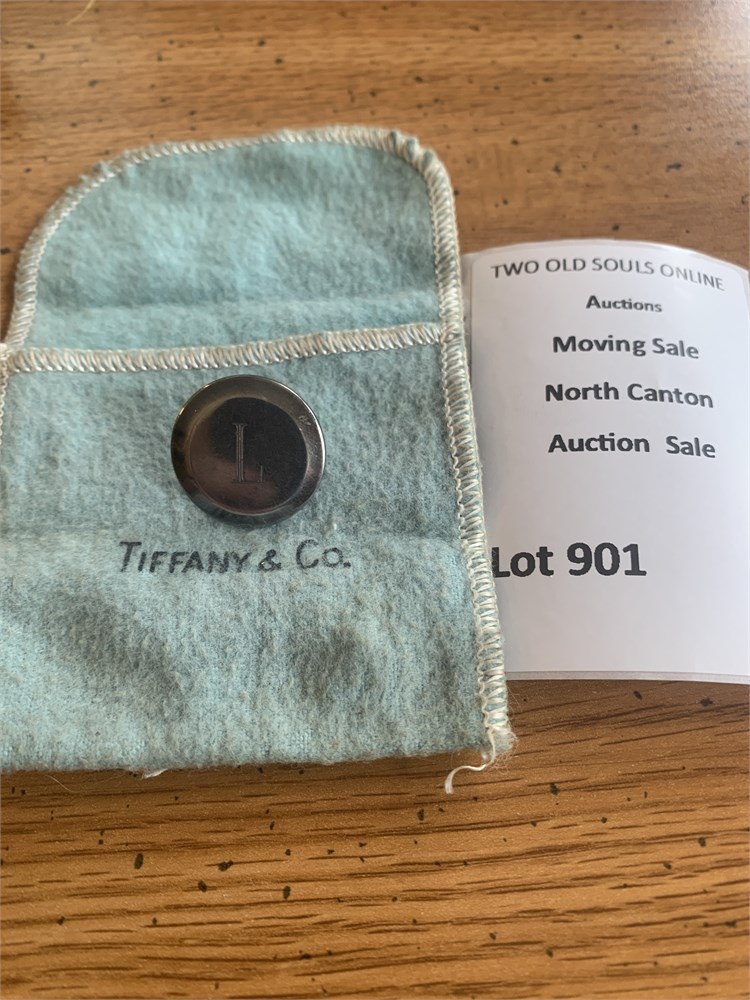 L
TIFFANY & CO.
TWO OLD SOULS ONLINE
Auctions
Moving Sale
North Canton
Auction Sale
Lot 901